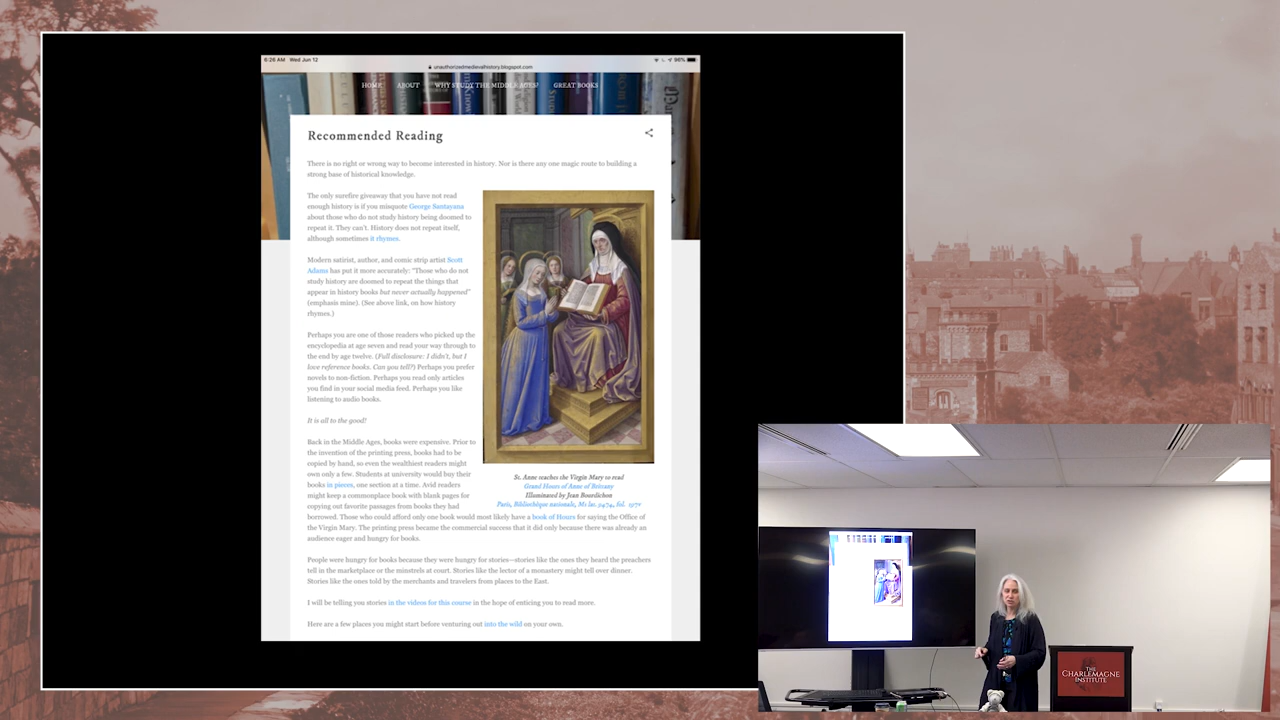 6:26 AM Wed Jun 12
unauthorizedmedievalhistory.blogspot.com
96%
HOME ABOUT WHY STUDY THE MIDDLE AGES? GREAT BOOKS
Recommended Reading
There is no right or wrong way to become interested in history. Nor is there any one magic route to building a
strong base of historical knowledge.
The only surefire giveaway that you have not read
enough history is if you misquote George Santayana
about those who do not study history being doomed to
repeat it. They can't. History does not repeat itself,
although sometimes it rhymes.
Modern satirist, author, and comic strip artist Scott
Adams has put it more accurately: "Those who do not
study history are doomed to repeat the things that
appear in history books but never actually happened"
(emphasis mine). (See above link, on how history
rhymes.)
Perhaps you are one of those readers who picked up the
encyclopedia at age seven and read your way through to
the end by age twelve. (Full disclosure: I didn't, but I
love reference books. Can you tell?) Perhaps you prefer
novels to non-fiction. Perhaps you read only articles
you find in your social media feed. Perhaps you like
listening to audio books.
It is all to the good!
Back in the Middle Ages, books were expensive. Prior to
the invention of the printing press, books had to be
copied by hand, so even the wealthiest readers might
own only a few. Students at university would buy their
books in pieces, one section at a time. Avid readers
might keep a commonplace book with blank pages for
copying out favorite passages from books they had
borrowed. Those who could afford only one book would most likely have a book of Hours for saying the Office of
the Virgin Mary. The printing press became the commercial success that it did only because there was already an
audience eager and hungry for books.
St. Anne teaches the Virgin Mary to read
Grand Hours of Anne of Brittany
Illuminated by Jean Bourdichon
Paris, Bibliothèque nationale, Ms lat. 9474, fol. 197v
People were hungry for books because they were hungry for stories—stories like the ones they heard the preachers
tell in the marketplace or the minstrels at court. Stories like the lector of a monastery might tell over dinner.
Stories like the ones told by the merchants and travelers from places to the East.
I will be telling you stories in the videos for this course in the hope of enticing you to read more.
Here are a few places you might start before venturing out into the wild on your own.
THE
CHARLEMAGNE
INSTITUTE